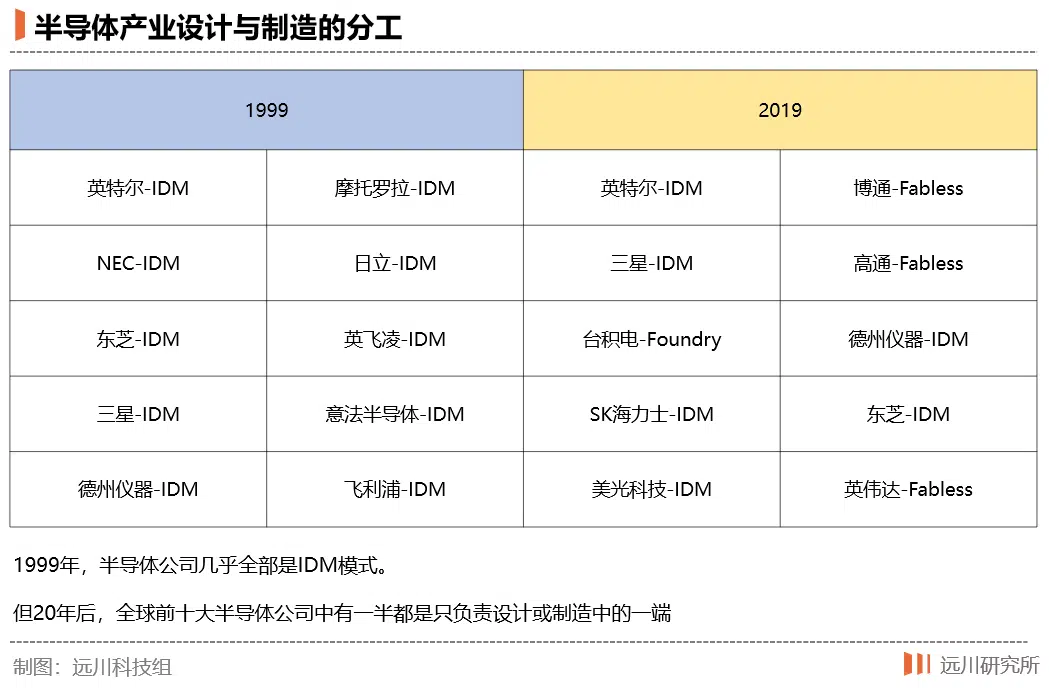 半导体产业设计与制造的分工
1999 2019
英特尔-IDM 摩托罗拉-IDM 英特尔-IDM 博通-Fabless
NEC-IDM 日立-IDM 三星-IDM 高通-Fabless
东芝-IDM 英飞凌-IDM 台积电-Foundry 德州仪器-IDM
三星-IDM 意法半导体-IDM SK海力士-IDM 东芝-IDM
德州仪器-IDM 飞利浦-IDM 美光科技-IDM 英伟达-Fabless
1999年，半导体公司几乎全部是IDM模式。
但20年后，全球前十大半导体公司中有一半都是只负责设计或制造中的一端
制图：远川科技组 远川研究所